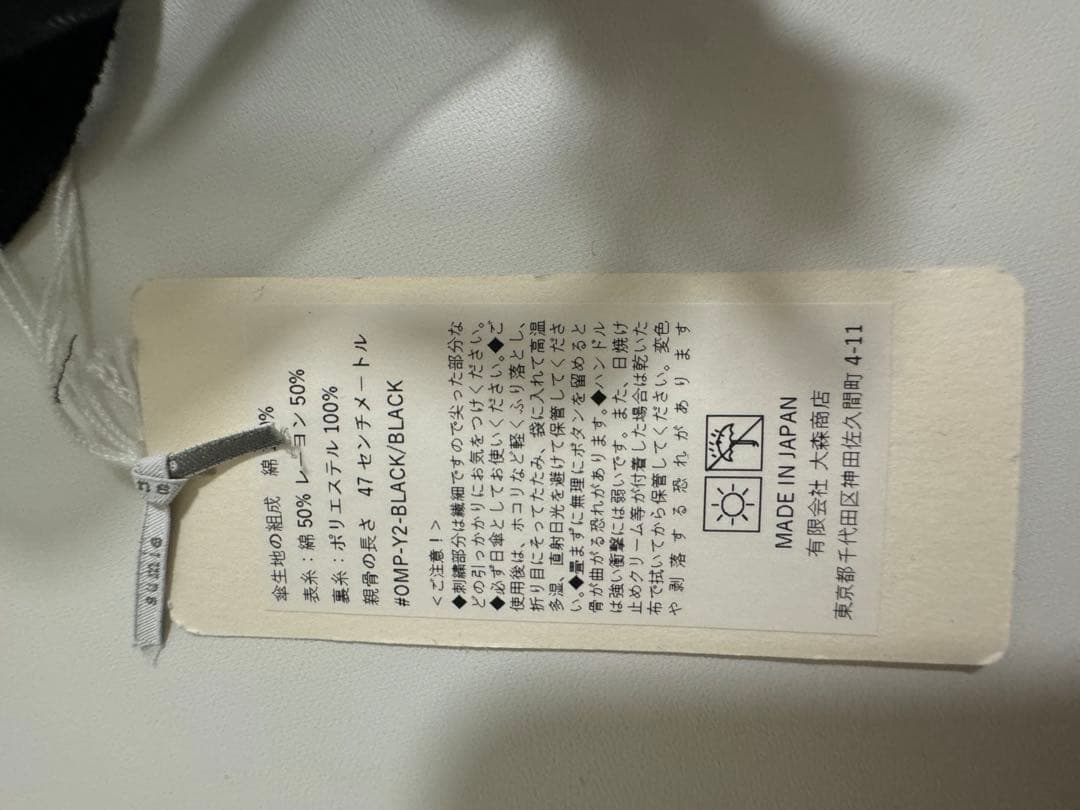 傘生地の組成　綿 %
表糸：綿 50% レーヨン 50%
裏糸：ポリエステル 100%
親骨の長さ　47 センチメートル
#OMP-Y2-BLACK/BLACK
＜ご注意！＞
◆刺繍部分は繊細ですので尖った部分な
どの引っかかりにお気をつけください。
◆必ず日傘としてお使いください。◆ご
使用後は、ホコリなど軽くふり落とし、
折り目にそってたたみ、袋に入れて高温
多湿、直射日光を避けて保管してくださ
い。◆畳まずに無理にボタンを留めると
骨が曲がる恐れがあります。◆ハンドル
は強い衝撃には弱いです。また、日焼け
止めクリーム等が付着した場合は乾いた
布で拭いてから保管してください。変色
や剥落する恐れがあります
MADE IN JAPAN
有限会社 大森商店
東京都千代田区神田佐久間町 4-11